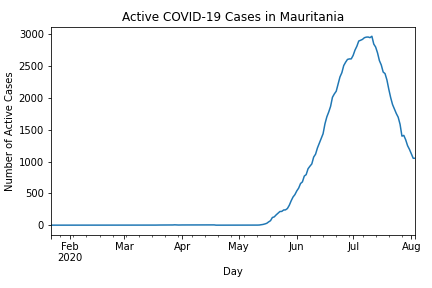 Active COVID-19 Cases in Mauritania
Number of Active Cases
3000
2500
2000
1500
1000
500
0
Feb Mar Apr May Jun Jul Aug
2020
Day